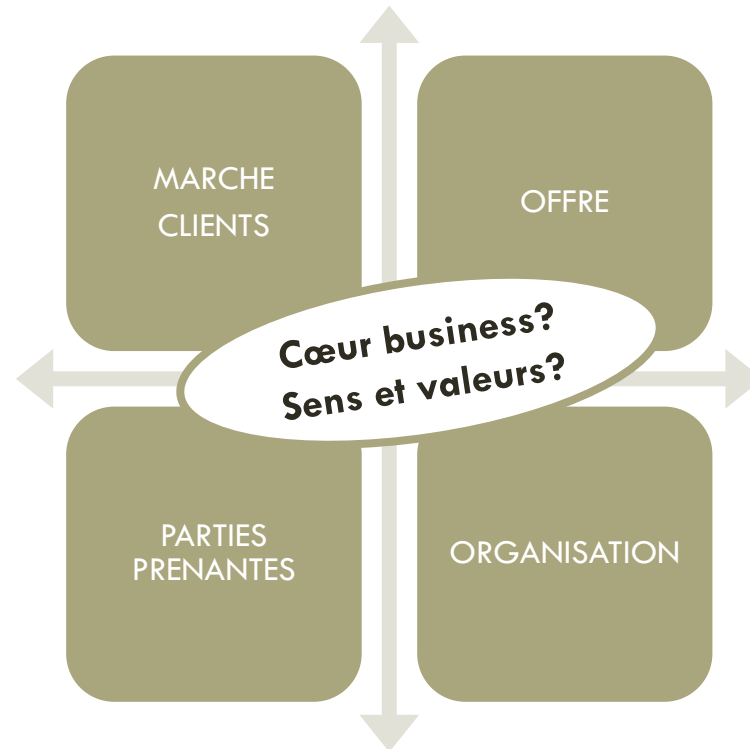 MARCHE
CLIENTS
OFFRE
Cœur business?
Sens et valeurs?
PARTIES
PRENANTES
ORGANISATION